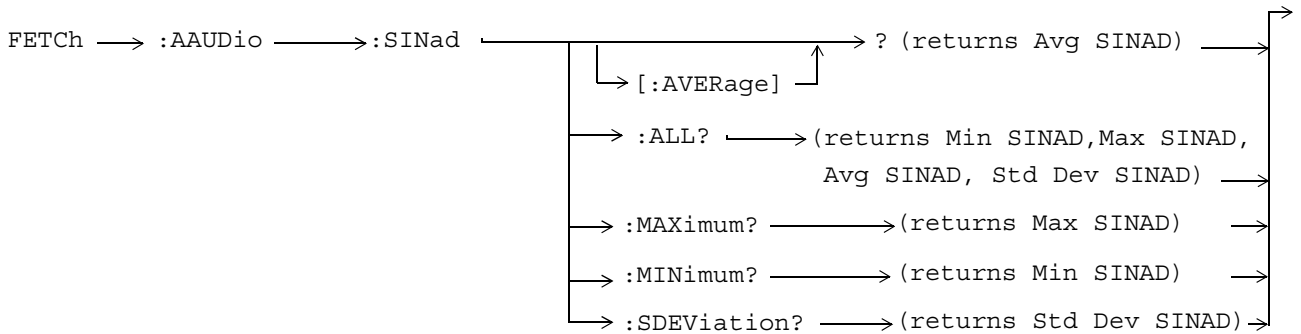 FETCh :AAUDio :SINad ? (returns Avg SINAD)
[:AVERage]
:ALL? (returns Min SINAD,Max SINAD,
Avg SINAD, Std Dev SINAD)
:MAXimum? (returns Max SINAD)
:MINimum? (returns Min SINAD)
:SDEViation? (returns Std Dev SINAD)